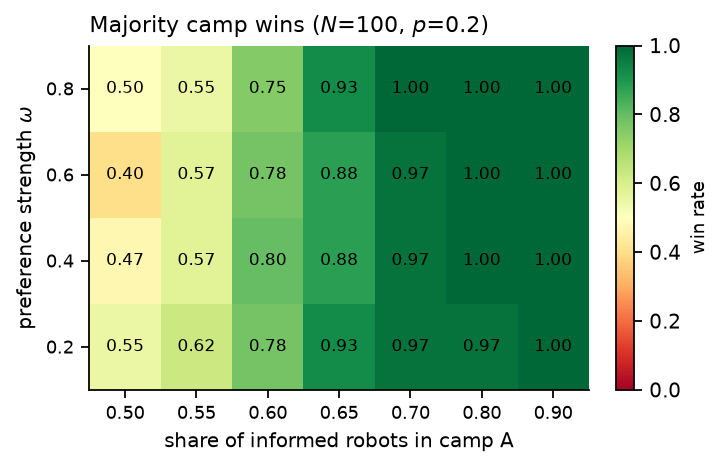 Majority camp wins (N=100, p=0.2)
preference strength ω
0.8 0.50 0.55 0.75 0.93 1.00 1.00 1.00
0.6 0.40 0.57 0.78 0.88 0.97 1.00 1.00
0.4 0.47 0.57 0.80 0.88 0.97 1.00 1.00
0.2 0.55 0.62 0.78 0.93 0.97 0.97 1.00
0.50 0.55 0.60 0.65 0.70 0.80 0.90
share of informed robots in camp A
1.0
0.8
0.6
0.4
0.2
0.0
win rate